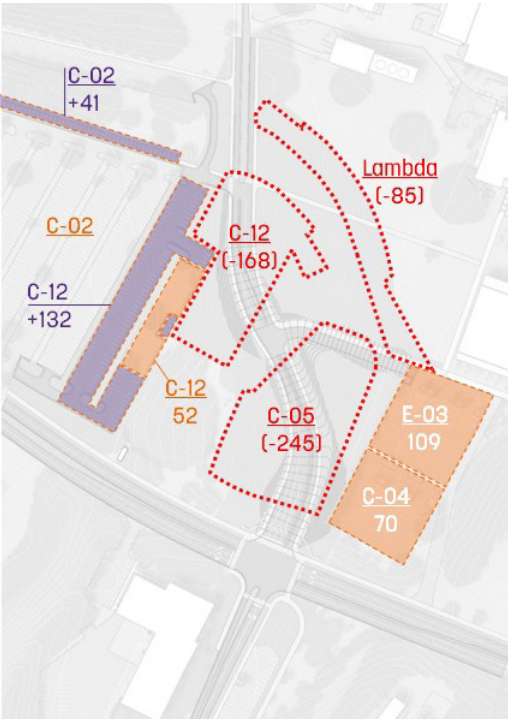 C-02
+41
Lambda
(-85)
C-02
C-12
(-168)
C-12
+132
C-12
52
C-05
(-245)
E-03
109
C-04
70